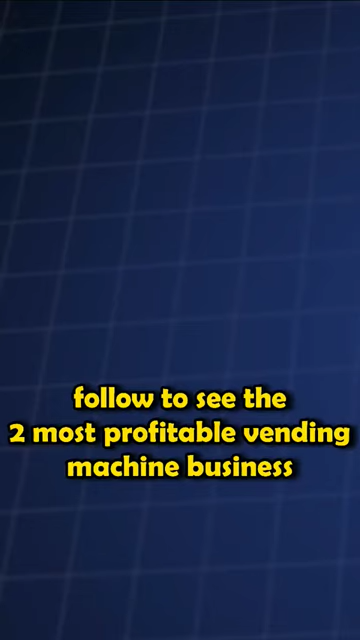 follow to see the
2 most profitable vending
machine business